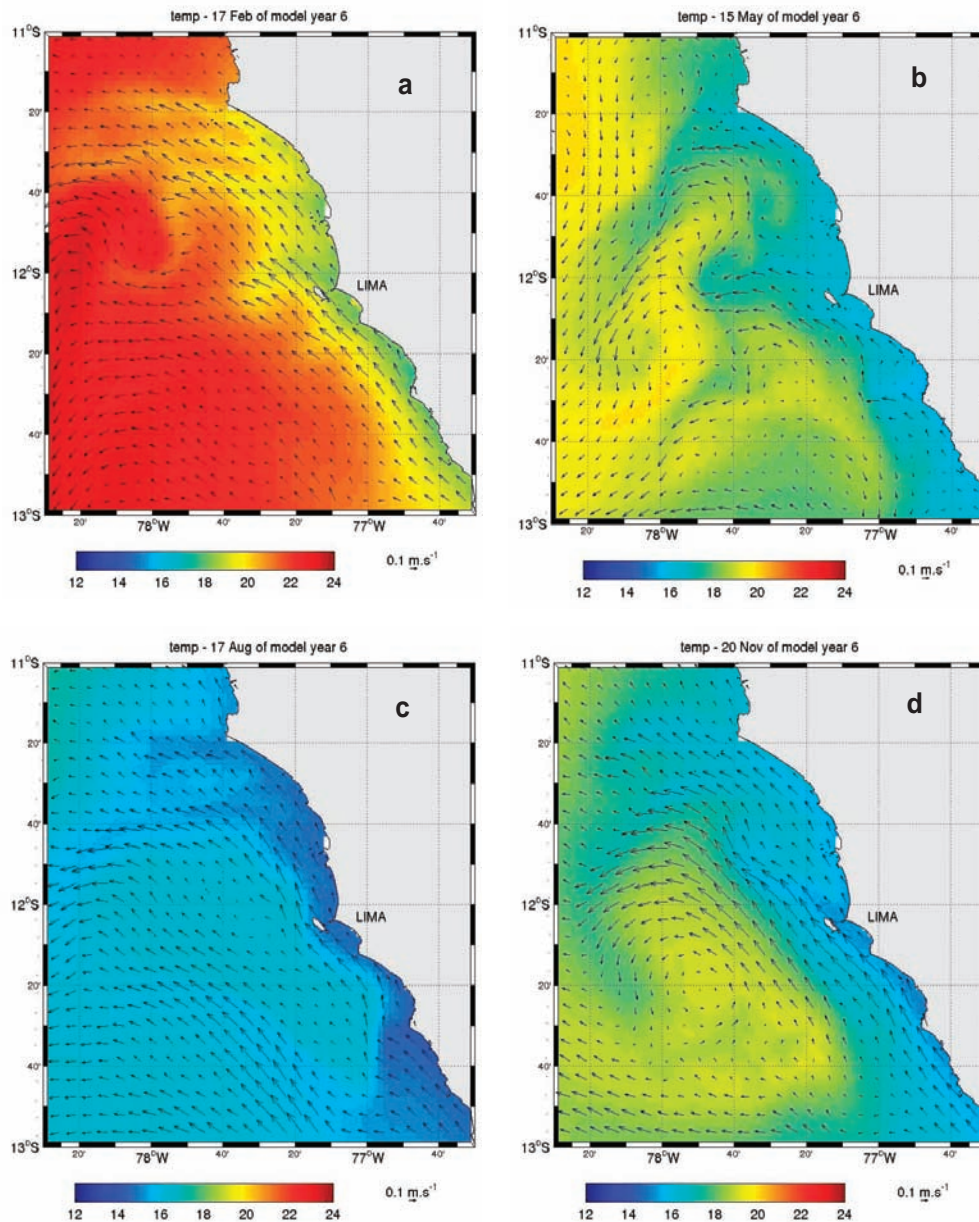 temp - 17 Feb of model year 6
11°S
20'
40'
12°S
20'
40'
13°S
a
LIMA
20' 78°W 40' 20' 77°W 40'
12 14 16 18 20 22 24
0.1 m.s⁻¹
temp - 15 May of model year 6
11°S
20'
40'
12°S
20'
40'
13°S
b
LIMA
20' 78°W 40' 20' 77°W 40'
12 14 16 18 20 22 24
0.1 m.s⁻¹
temp - 17 Aug of model year 6
11°S
20'
40'
12°S
20'
40'
13°S
c
LIMA
20' 78°W 40' 20' 77°W 40'
12 14 16 18 20 22 24
0.1 m.s⁻¹
temp - 20 Nov of model year 6
11°S
20'
40'
12°S
20'
40'
13°S
d
LIMA
20' 78°W 40' 20' 77°W 40'
12 14 16 18 20 22 24
0.1 m.s⁻¹